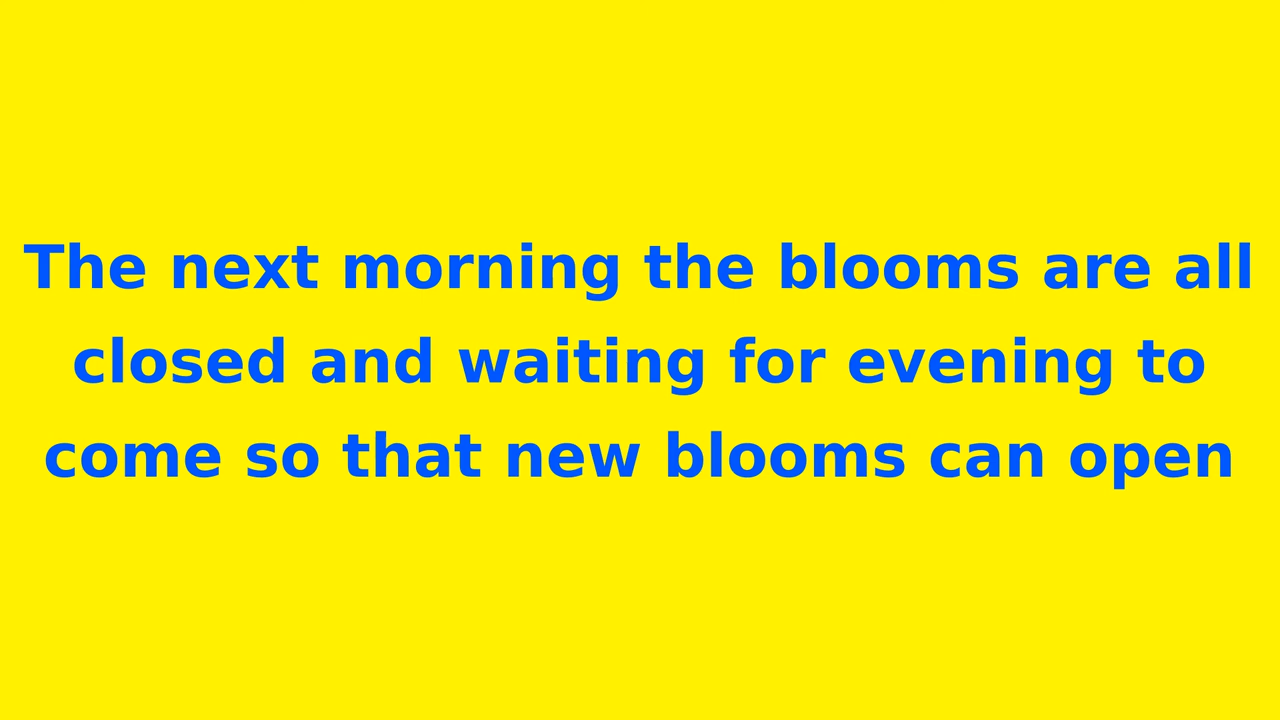 The next morning the blooms are all
closed and waiting for evening to
come so that new blooms can open